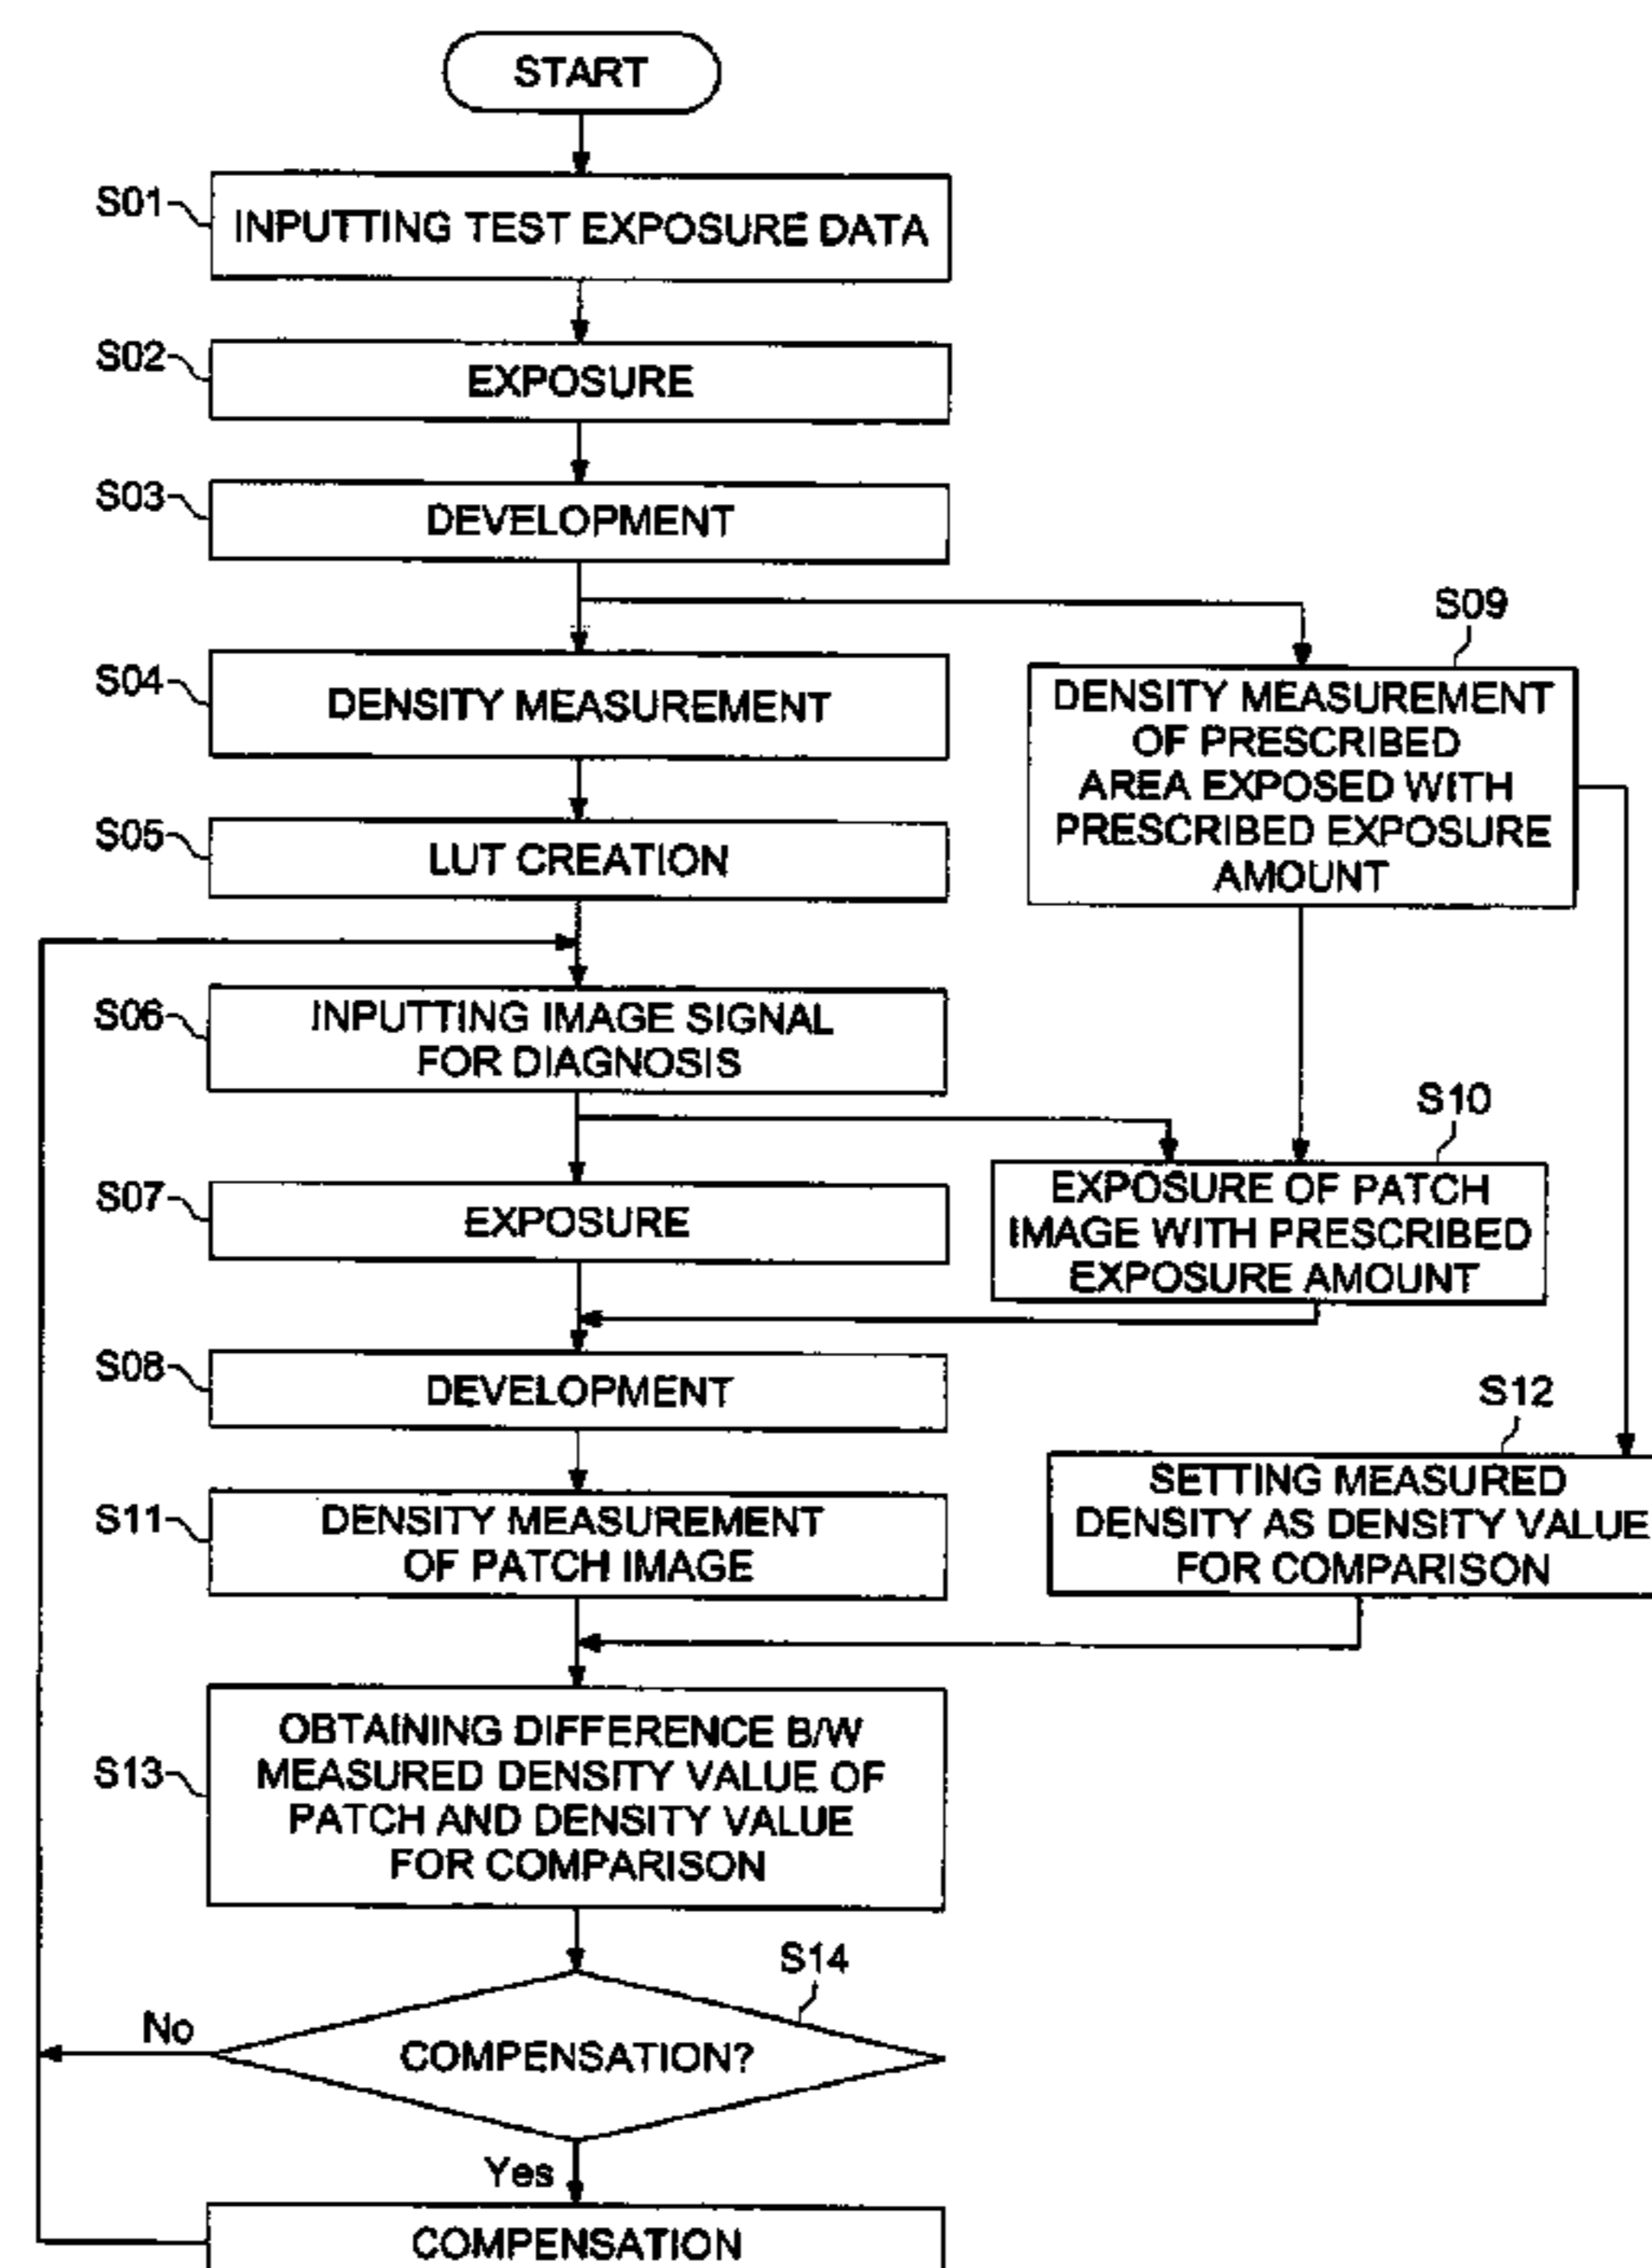 START
S01
INPUTTING TEST EXPOSURE DATA
S02
EXPOSURE
S03
DEVELOPMENT
S04
DENSITY MEASUREMENT
S09
DENSITY MEASUREMENT
OF PRESCRIBED
AREA EXPOSED WITH
PRESCRIBED EXPOSURE
AMOUNT
S05
LUT CREATION
S06
INPUTTING IMAGE SIGNAL
FOR DIAGNOSIS
S10
EXPOSURE OF PATCH
IMAGE WITH PRESCRIBED
EXPOSURE AMOUNT
S07
EXPOSURE
S08
DEVELOPMENT
S12
SETTING MEASURED
DENSITY AS DENSITY VALUE
FOR COMPARISON
S11
DENSITY MEASUREMENT
OF PATCH IMAGE
S13
OBTAINING DIFFERENCE B/W
MEASURED DENSITY VALUE OF
PATCH AND DENSITY VALUE
FOR COMPARISON
S14
COMPENSATION?
No
Yes
COMPENSATION